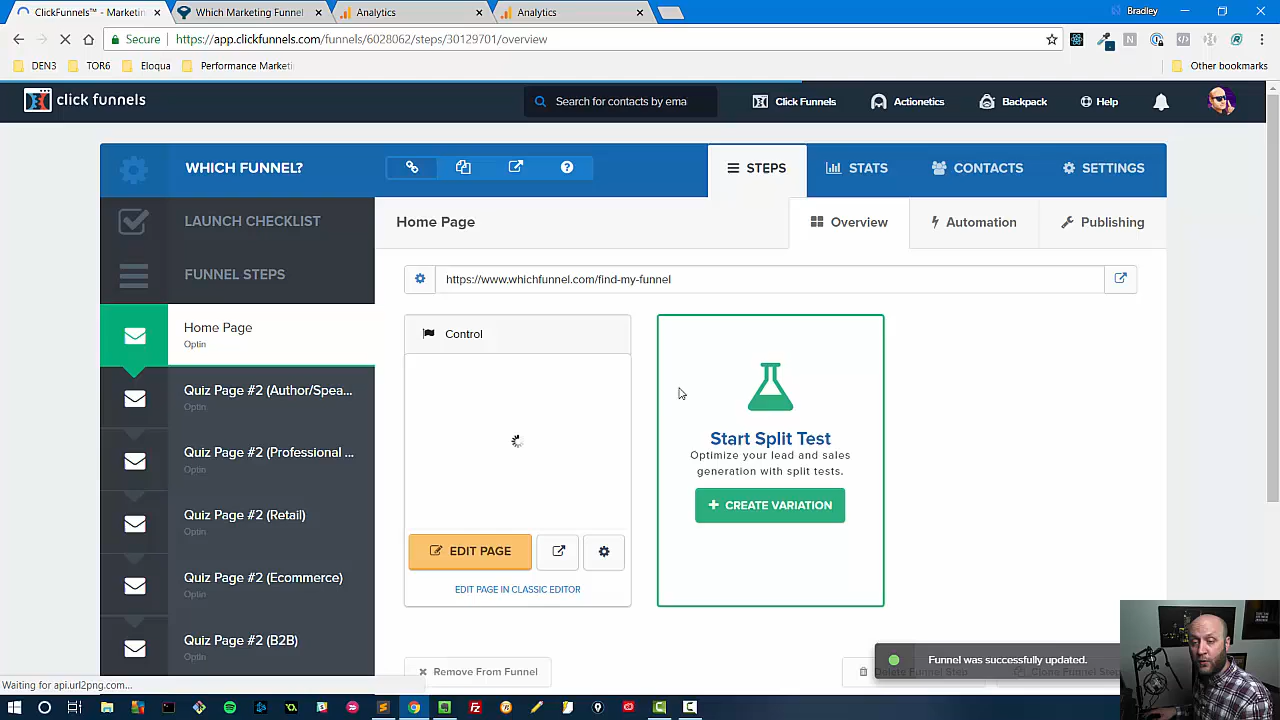 ClickFunnels™ - Marketin
Which Marketing Funnel
Analytics
Analytics
Bradley
Secure
https://app.clickfunnels.com/funnels/6028062/steps/30129701/overview
DEN3
TOR6
Eloqua
Performance Marketi
Other bookmarks
click funnels
Search for contacts by ema
Click Funnels
Actionetics
Backpack
Help
WHICH FUNNEL?
STEPS
STATS
CONTACTS
SETTINGS
LAUNCH CHECKLIST
Home Page
Overview
Automation
Publishing
FUNNEL STEPS
https://www.whichfunnel.com/find-my-funnel
Home Page
Optin
Control
Quiz Page #2 (Author/Spea...
Optin
Quiz Page #2 (Professional ...
Optin
Quiz Page #2 (Retail)
Optin
Quiz Page #2 (Ecommerce)
Optin
Quiz Page #2 (B2B)
Optin
Start Split Test
Optimize your lead and sales
generation with split tests.
CREATE VARIATION
EDIT PAGE
EDIT PAGE IN CLASSIC EDITOR
Remove From Funnel
Delete Funnel Step
Clone Funnel Step
Funnel was successfully updated.
Waiting for api.url2png.com...